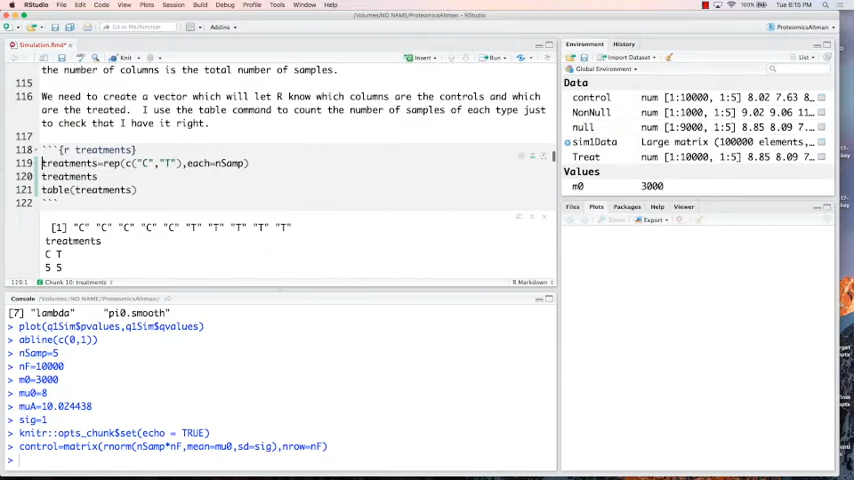 RStudio File Edit Code View Plots Session Build Debug Profile Tools Window Help 100% Tue 6:15 PM
/Volumes/NO NAME/ProteomicsAltman - RStudio
Go to file/function Addins ProteomicsAltman
Simulation.Rmd*
Knit Insert Run
the number of columns is the total number of samples.
115
116 We need to create a vector which will let R know which columns are the controls and which
are the treated. I use the table command to count the number of samples of each type just
to check that I have it right.
117
118 ```{r treatments}
119 treatments=rep(c("C","T"),each=nSamp)
120 treatments
121 table(treatments)
122 ```
[1] "C" "C" "C" "C" "C" "T" "T" "T" "T" "T"
treatments
C T
5 5
119:1 Chunk 10: treatments R Markdown
Console /Volumes/NO NAME/ProteomicsAltman/
[7] "lambda" "pi0.smooth"
> plot(q1Sim$pvalues,q1Sim$qvalues)
> abline(c(0,1))
> nSamp=5
> nF=10000
> m0=3000
> mu0=8
> muA=10.024438
> sig=1
> knitr::opts_chunk$set(echo = TRUE)
> control=matrix(rnorm(nSamp*nF,mean=mu0,sd=sig),nrow=nF)
>
Environment History
Import Dataset List
Global Environment
Data
control num [1:10000, 1:5] 8.02 7.63 8…
NonNull num [1:1000, 1:5] 9.02 9.06 11…
null num [1:9000, 1:5] 8.85 8.09 7…
sim1Data Large matrix (100000 elements,…
Treat num [1:10000, 1:5] 8.85 8.09 7…
Values
m0 3000
Files Plots Packages Help Viewer
Zoom Export